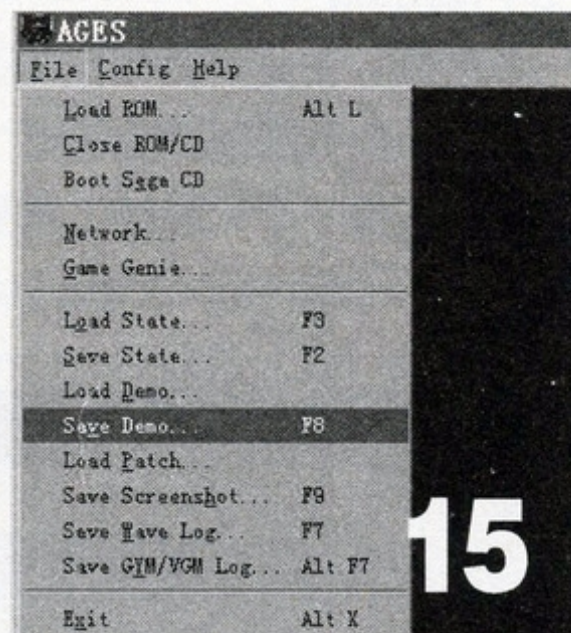 AGES
File Config Help
Load ROM... Alt L
Close ROM/CD
Boot Sega CD
Network...
Game Genie...
Load State... F3
Save State... F2
Load Demo...
Save Demo... F8
Load Patch...
Save Screenshot... F9
Save Wave Log... F7
Save GYM/VGM Log... Alt F7
Exit Alt X
15